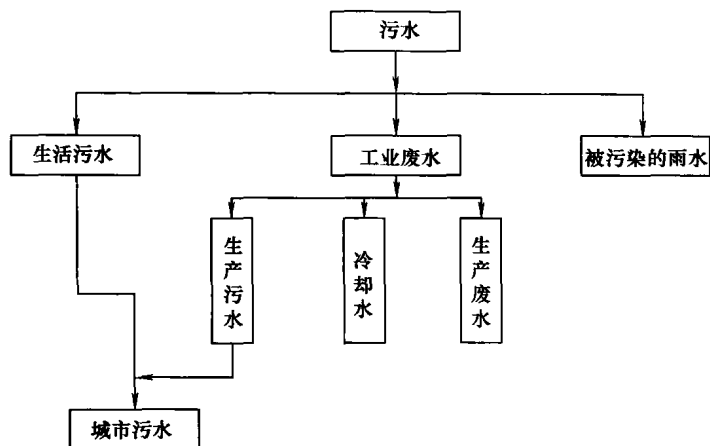 污水
生活污水
工业废水
被污染的雨水
生产污水
冷却水
生产废水
城市污水